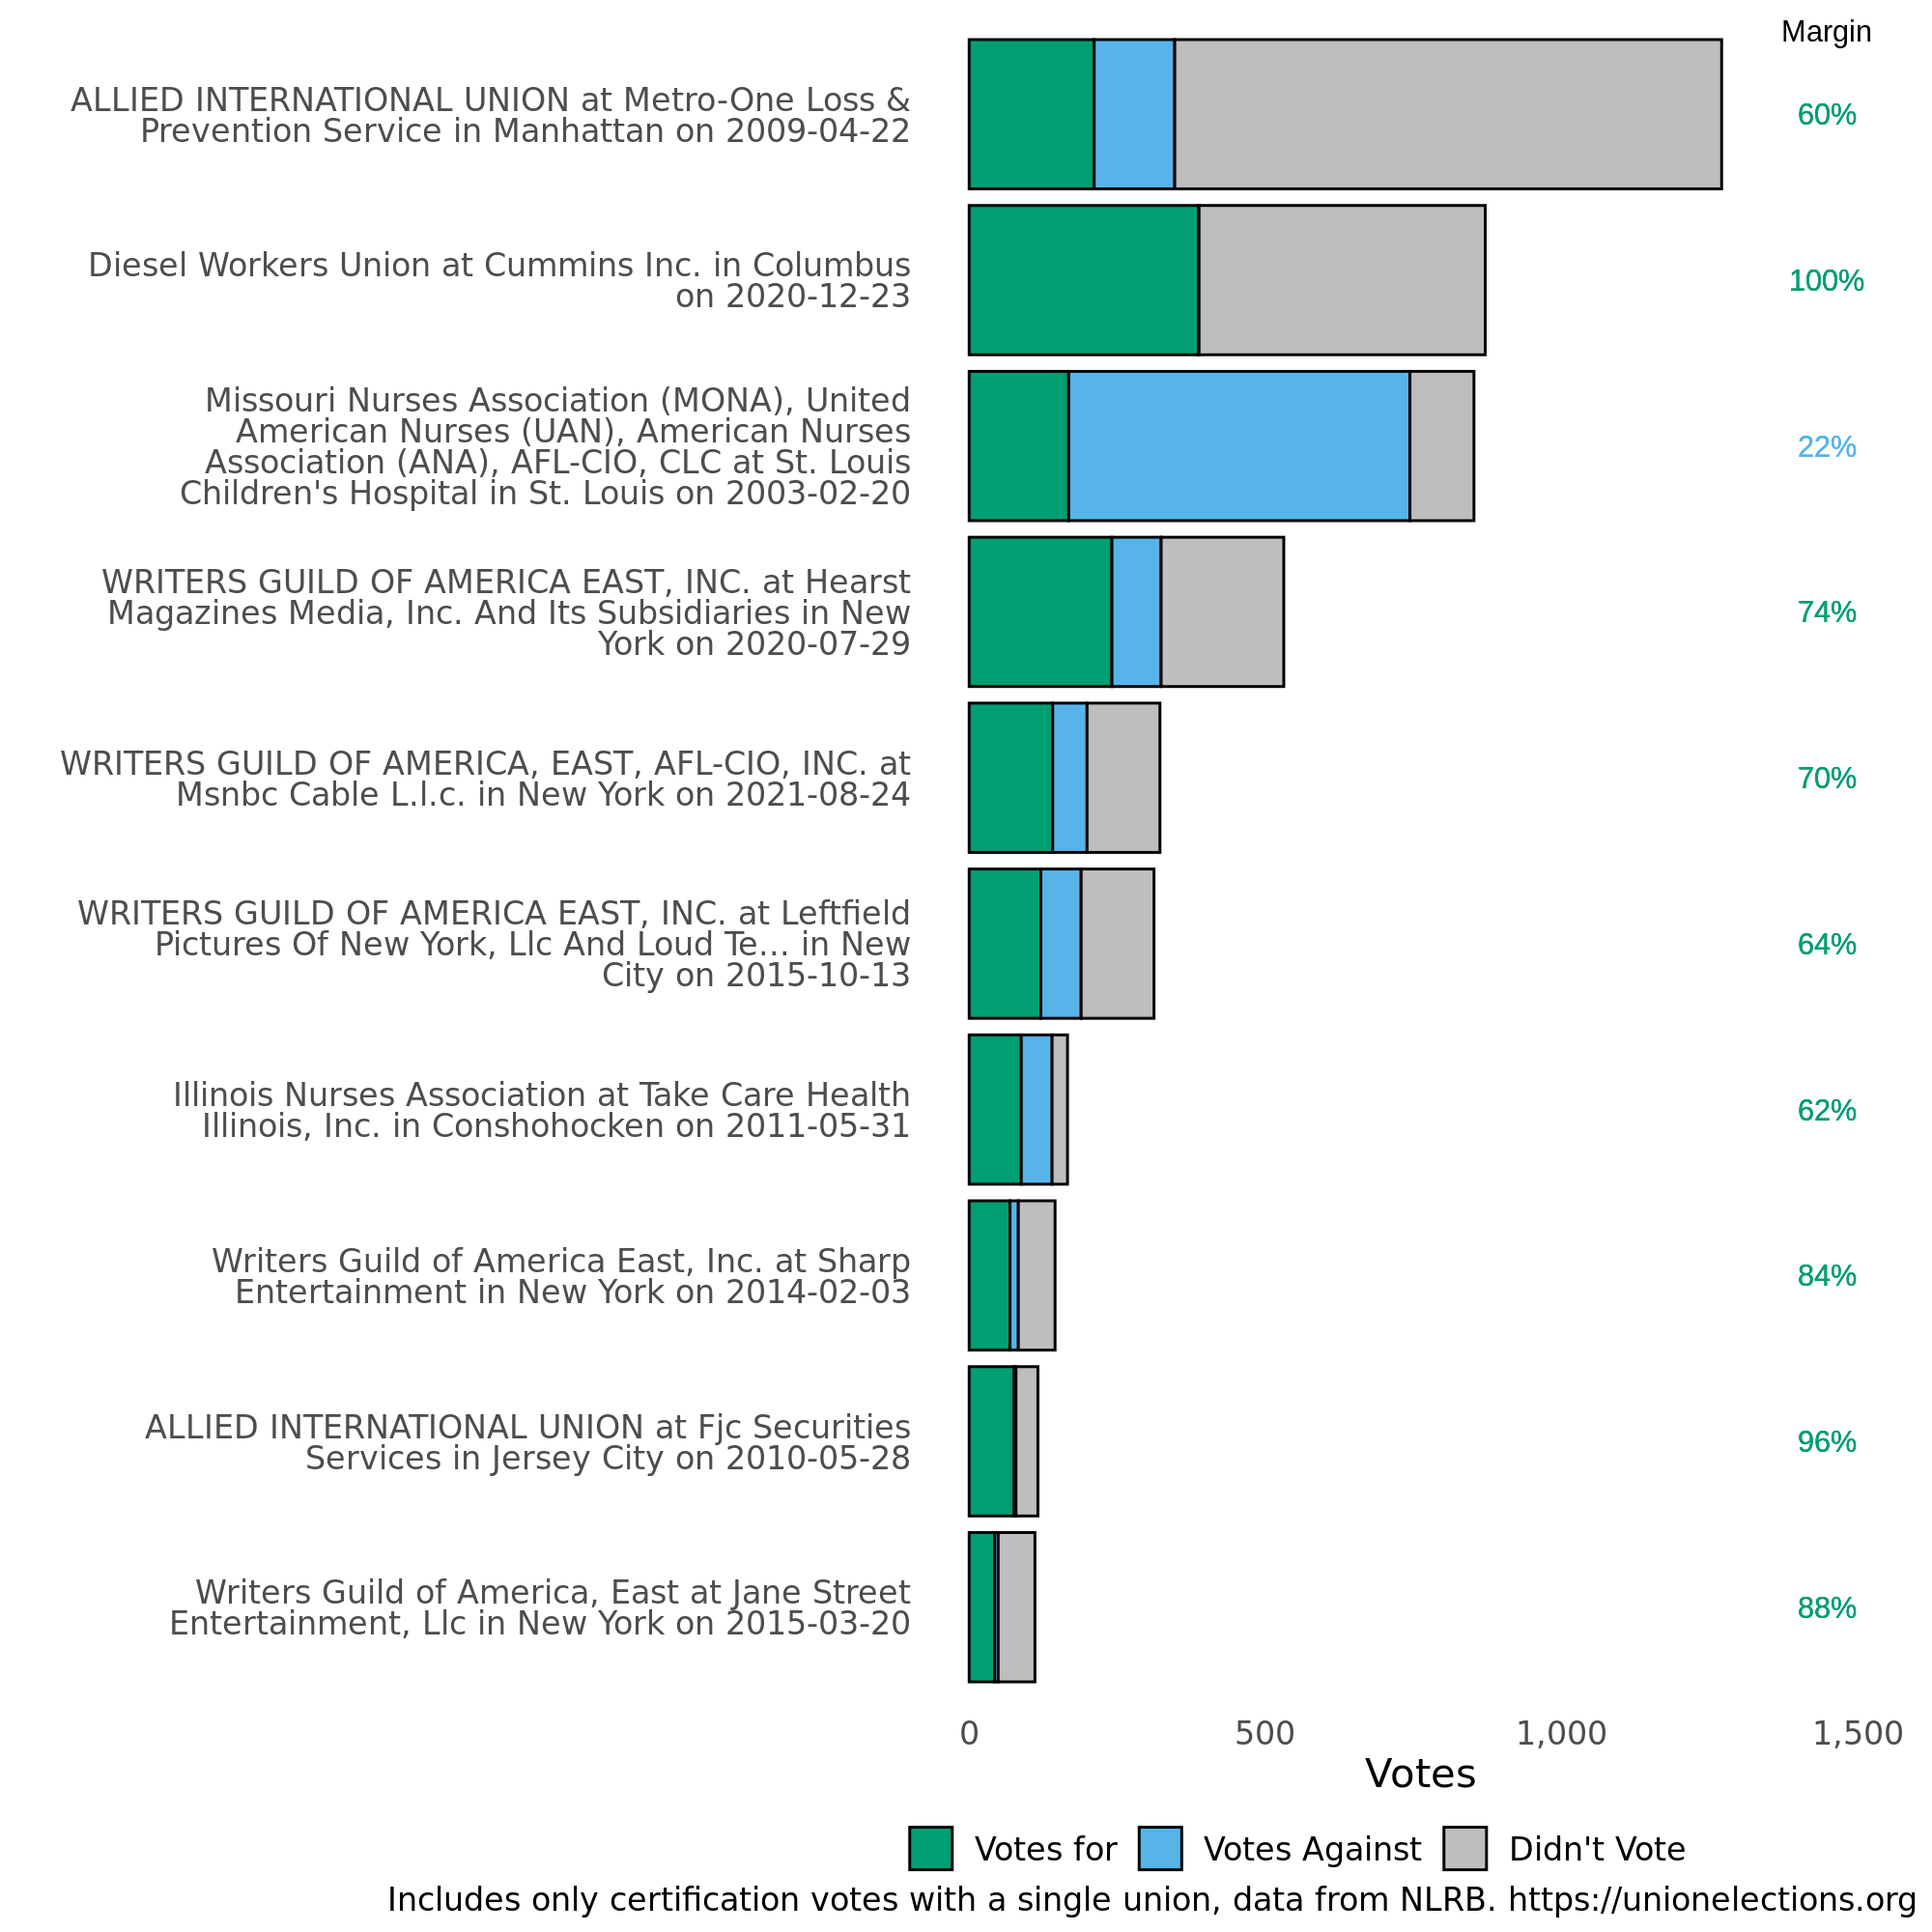 Margin
ALLIED INTERNATIONAL UNION at Metro-One Loss &
Prevention Service in Manhattan on 2009-04-22
60%
Diesel Workers Union at Cummins Inc. in Columbus
on 2020-12-23
100%
Missouri Nurses Association (MONA), United
American Nurses (UAN), American Nurses
Association (ANA), AFL-CIO, CLC at St. Louis
Children's Hospital in St. Louis on 2003-02-20
22%
WRITERS GUILD OF AMERICA EAST, INC. at Hearst
Magazines Media, Inc. And Its Subsidiaries in New
York on 2020-07-29
74%
WRITERS GUILD OF AMERICA, EAST, AFL-CIO, INC. at
Msnbc Cable L.l.c. in New York on 2021-08-24
70%
WRITERS GUILD OF AMERICA EAST, INC. at Leftfield
Pictures Of New York, Llc And Loud Te... in New
City on 2015-10-13
64%
Illinois Nurses Association at Take Care Health
Illinois, Inc. in Conshohocken on 2011-05-31
62%
Writers Guild of America East, Inc. at Sharp
Entertainment in New York on 2014-02-03
84%
ALLIED INTERNATIONAL UNION at Fjc Securities
Services in Jersey City on 2010-05-28
96%
Writers Guild of America, East at Jane Street
Entertainment, Llc in New York on 2015-03-20
88%
0 500 1,000 1,500
Votes
Votes for Votes Against Didn't Vote
Includes only certification votes with a single union, data from NLRB. https://unionelections.org